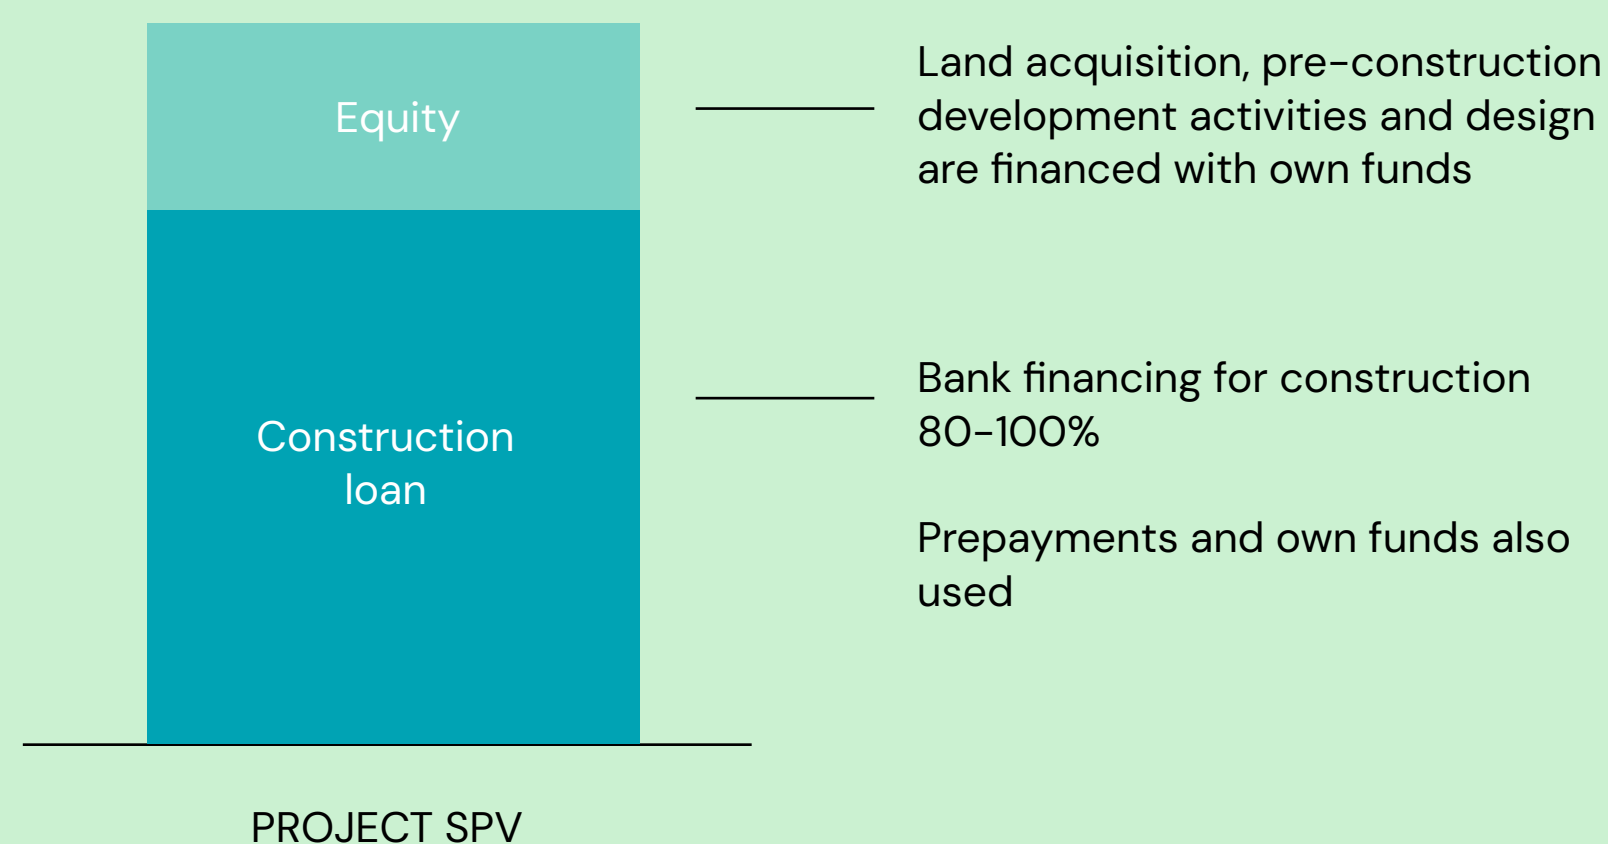 Equity
Land acquisition, pre-construction
development activities and design
are financed with own funds
Construction
loan
Bank financing for construction
80-100%
Prepayments and own funds also
used
PROJECT SPV